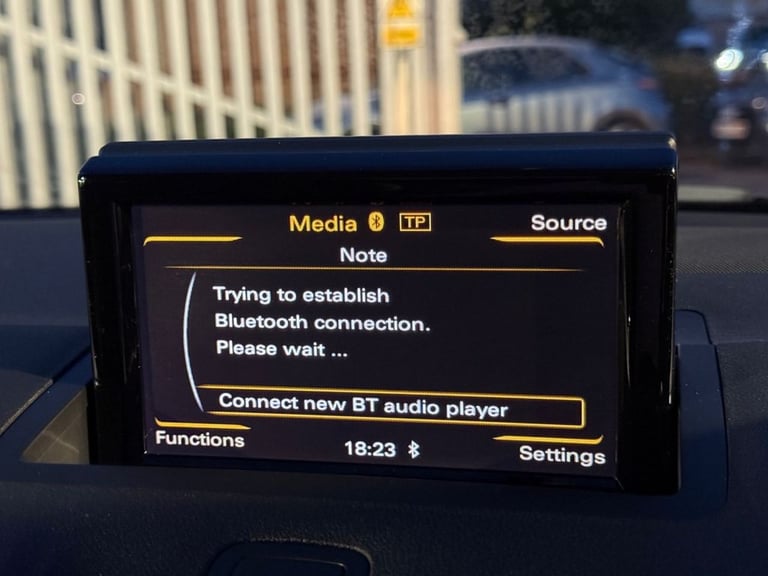 Media TP Source
Note
Trying to establish
Bluetooth connection.
Please wait ...
Connect new BT audio player
Functions 18:23 Settings